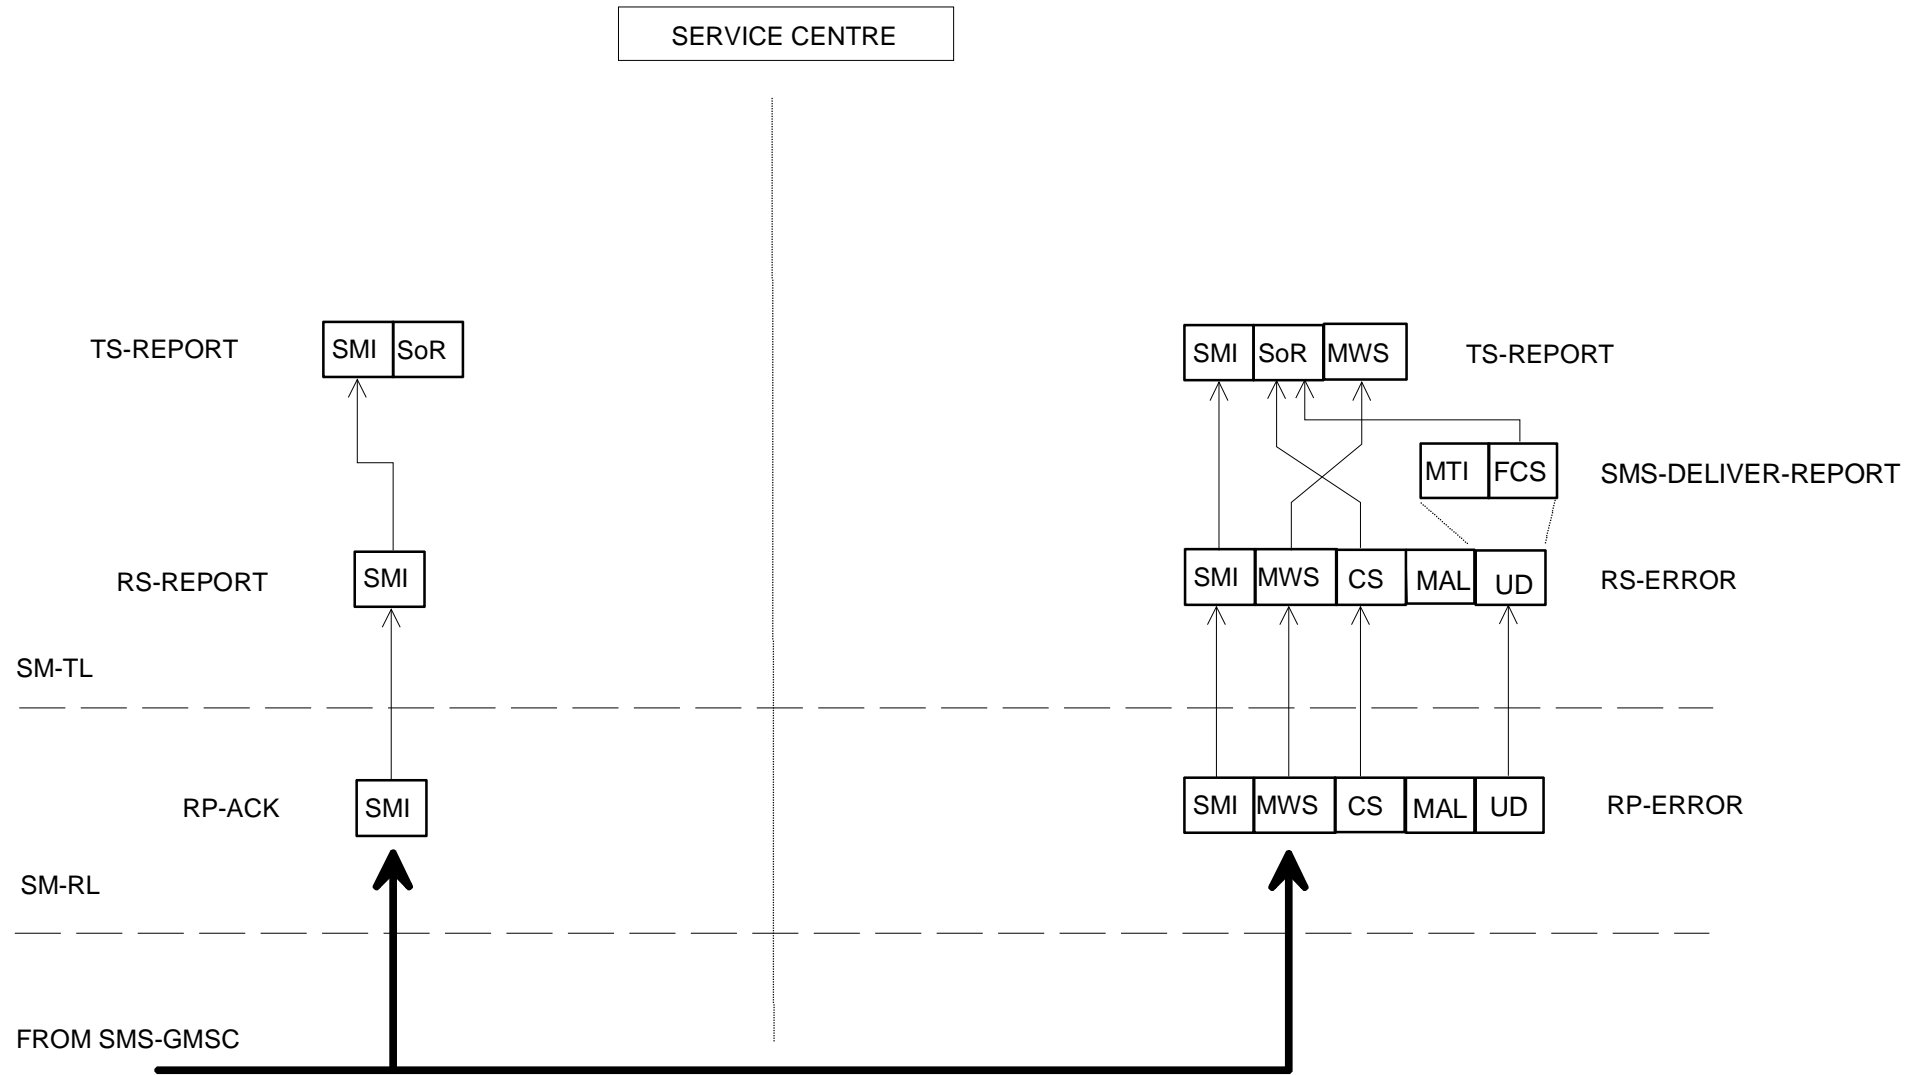 SERVICE CENTRE
TS-REPORT SMI SoR
SMI SoR MWS TS-REPORT
MTI FCS SMS-DELIVER-REPORT
RS-REPORT SMI
SMI MWS CS MAL UD RS-ERROR
SM-TL
RP-ACK SMI
SMI MWS CS MAL UD RP-ERROR
SM-RL
FROM SMS-GMSC